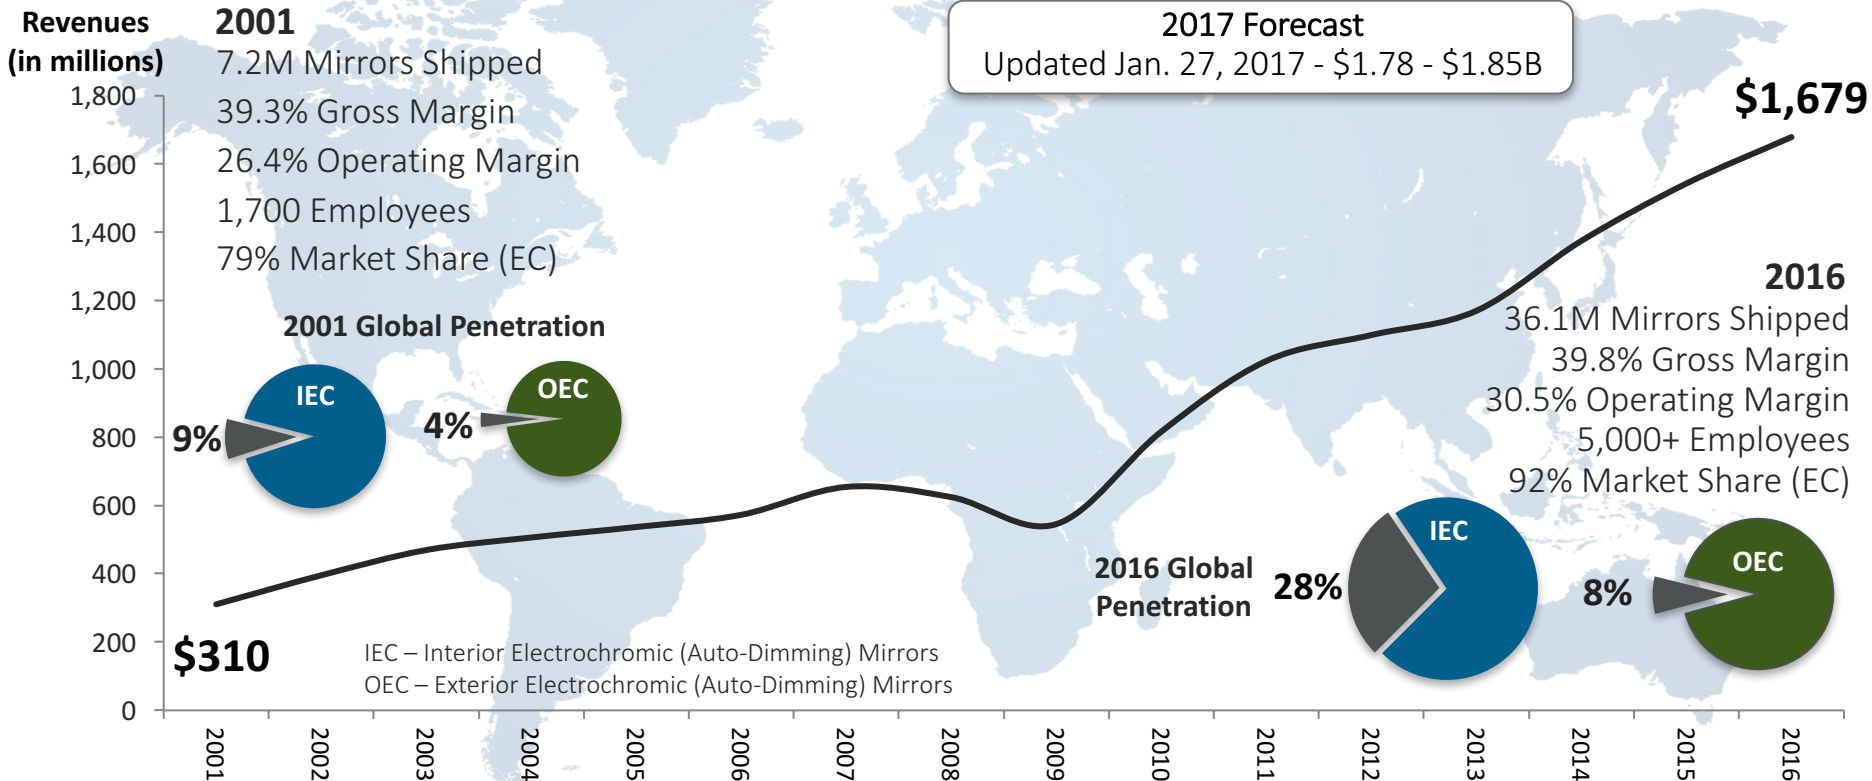 Revenues
(in millions)
2001
7.2M Mirrors Shipped
39.3% Gross Margin
26.4% Operating Margin
1,700 Employees
79% Market Share (EC)
2017 Forecast
Updated Jan. 27, 2017 - $1.78 - $1.85B
$1,679
1,800
1,600
1,400
1,200
1,000
800
600
400
200
0
2001 Global Penetration
IEC
9%
OEC
4%
2016
36.1M Mirrors Shipped
39.8% Gross Margin
30.5% Operating Margin
5,000+ Employees
92% Market Share (EC)
2016 Global
Penetration
IEC
28%
OEC
8%
$310
IEC – Interior Electrochromic (Auto-Dimming) Mirrors
OEC – Exterior Electrochromic (Auto-Dimming) Mirrors
2001
2002
2003
2004
2005
2006
2007
2008
2009
2010
2011
2012
2013
2014
2015
2016